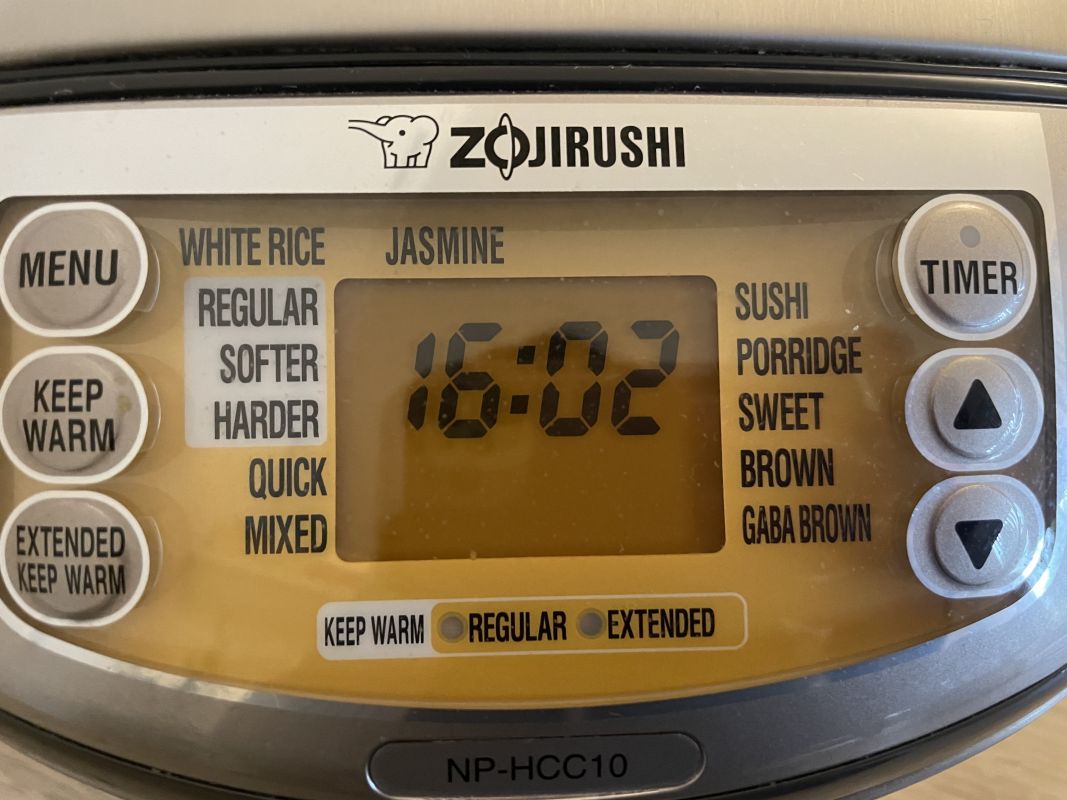 ZOJIRUSHI
MENU
WHITE RICE
REGULAR
SOFTER
HARDER
QUICK
MIXED
JASMINE
16:02
SUSHI
PORRIDGE
SWEET
BROWN
GABA BROWN
TIMER
KEEP
WARM
EXTENDED
KEEP WARM
KEEP WARM REGULAR EXTENDED
NP-HCC10